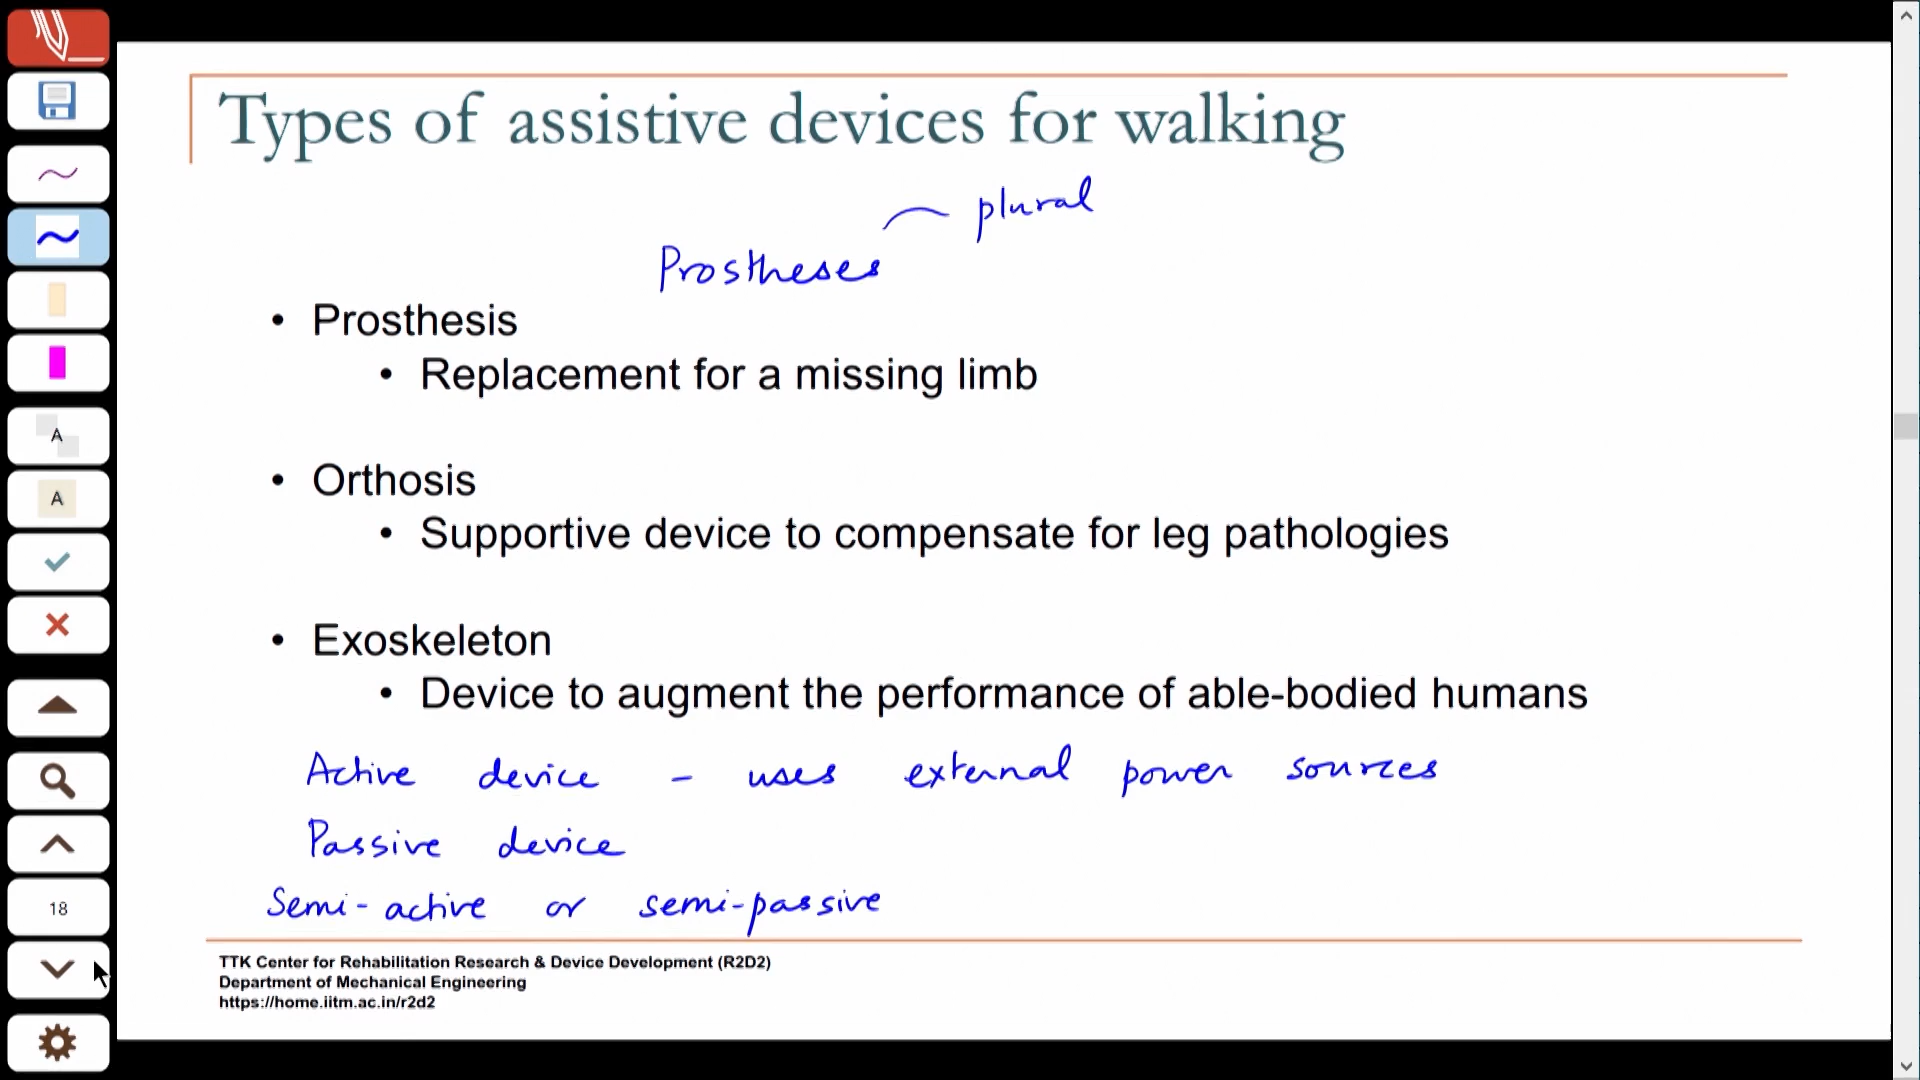 Types of assistive devices for walking
plural
Prostheses
• Prosthesis
• Replacement for a missing limb
• Orthosis
• Supportive device to compensate for leg pathologies
• Exoskeleton
• Device to augment the performance of able-bodied humans
Active device - uses external power sources
Passive device
Semi-active or semi-passive
TTK Center for Rehabilitation Research & Device Development (R2D2)
Department of Mechanical Engineering
https://home.iitm.ac.in/r2d2
A
A
18